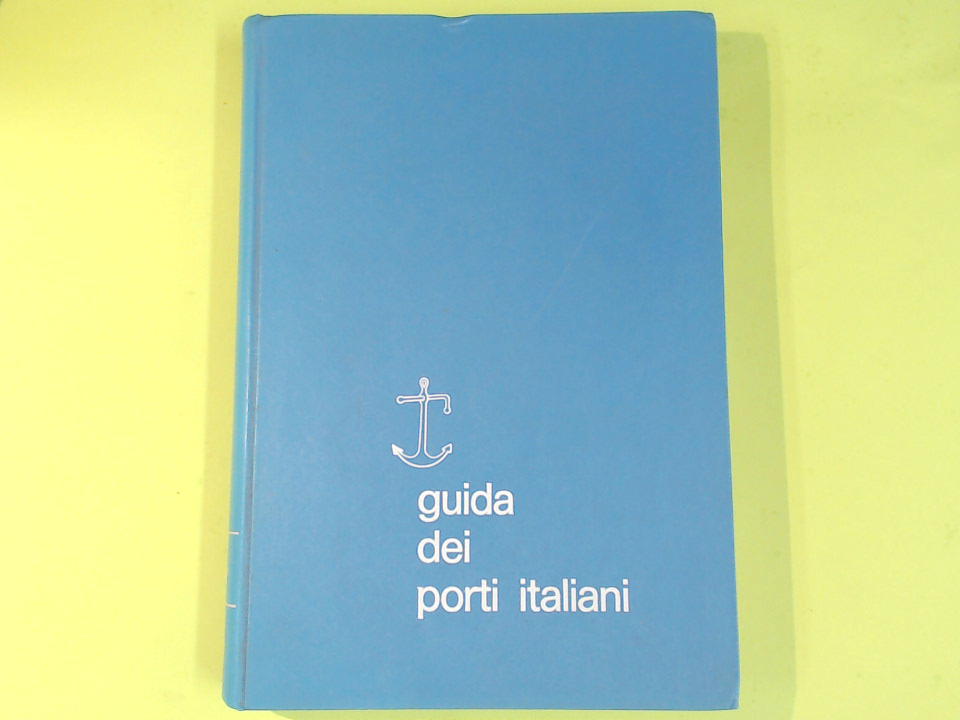 guida
dei
porti italiani